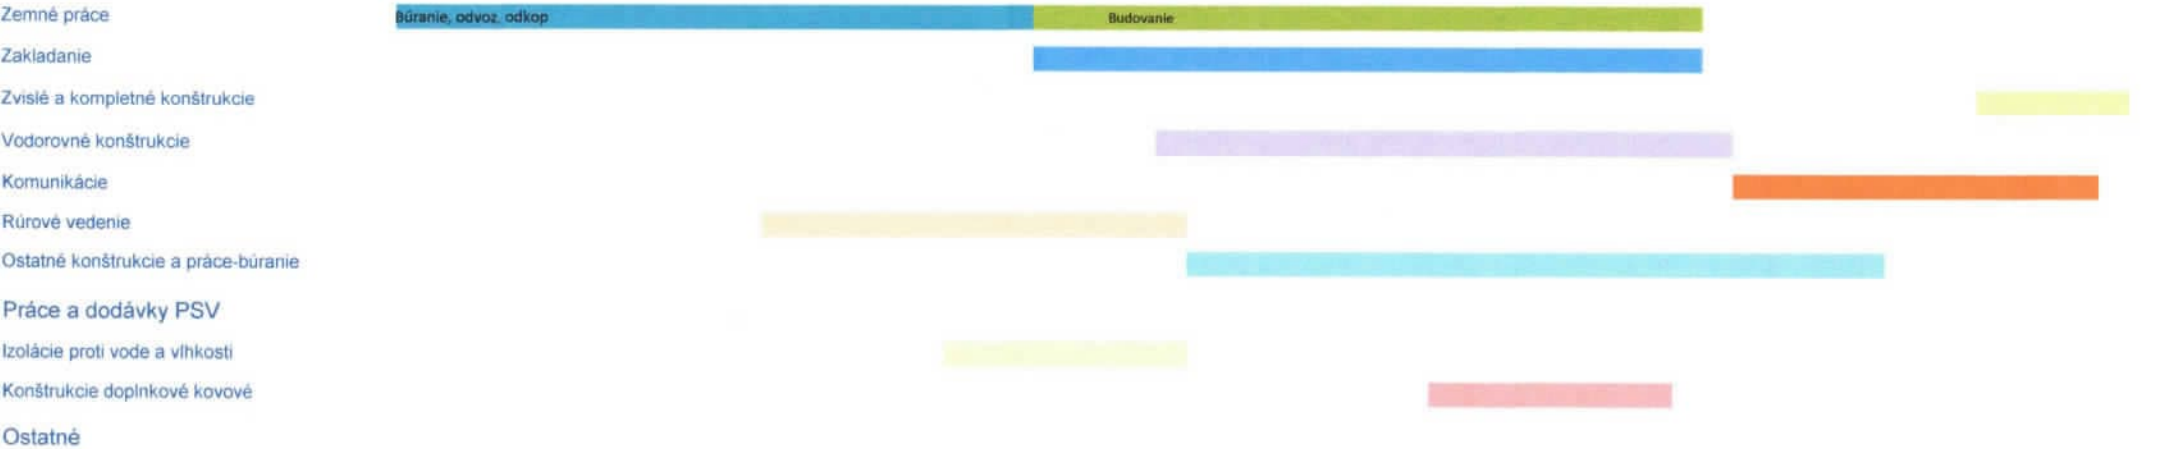 Zemné práce
Búranie, odvoz, odkop
Budovanie
Zakladanie
Zvislé a kompletné konštrukcie
Vodorovné konštrukcie
Komunikácie
Rúrové vedenie
Ostatné konštrukcie a práce-búranie
Práce a dodávky PSV
Izolácie proti vode a vlhkosti
Konštrukcie doplnkové kovové
Ostatné